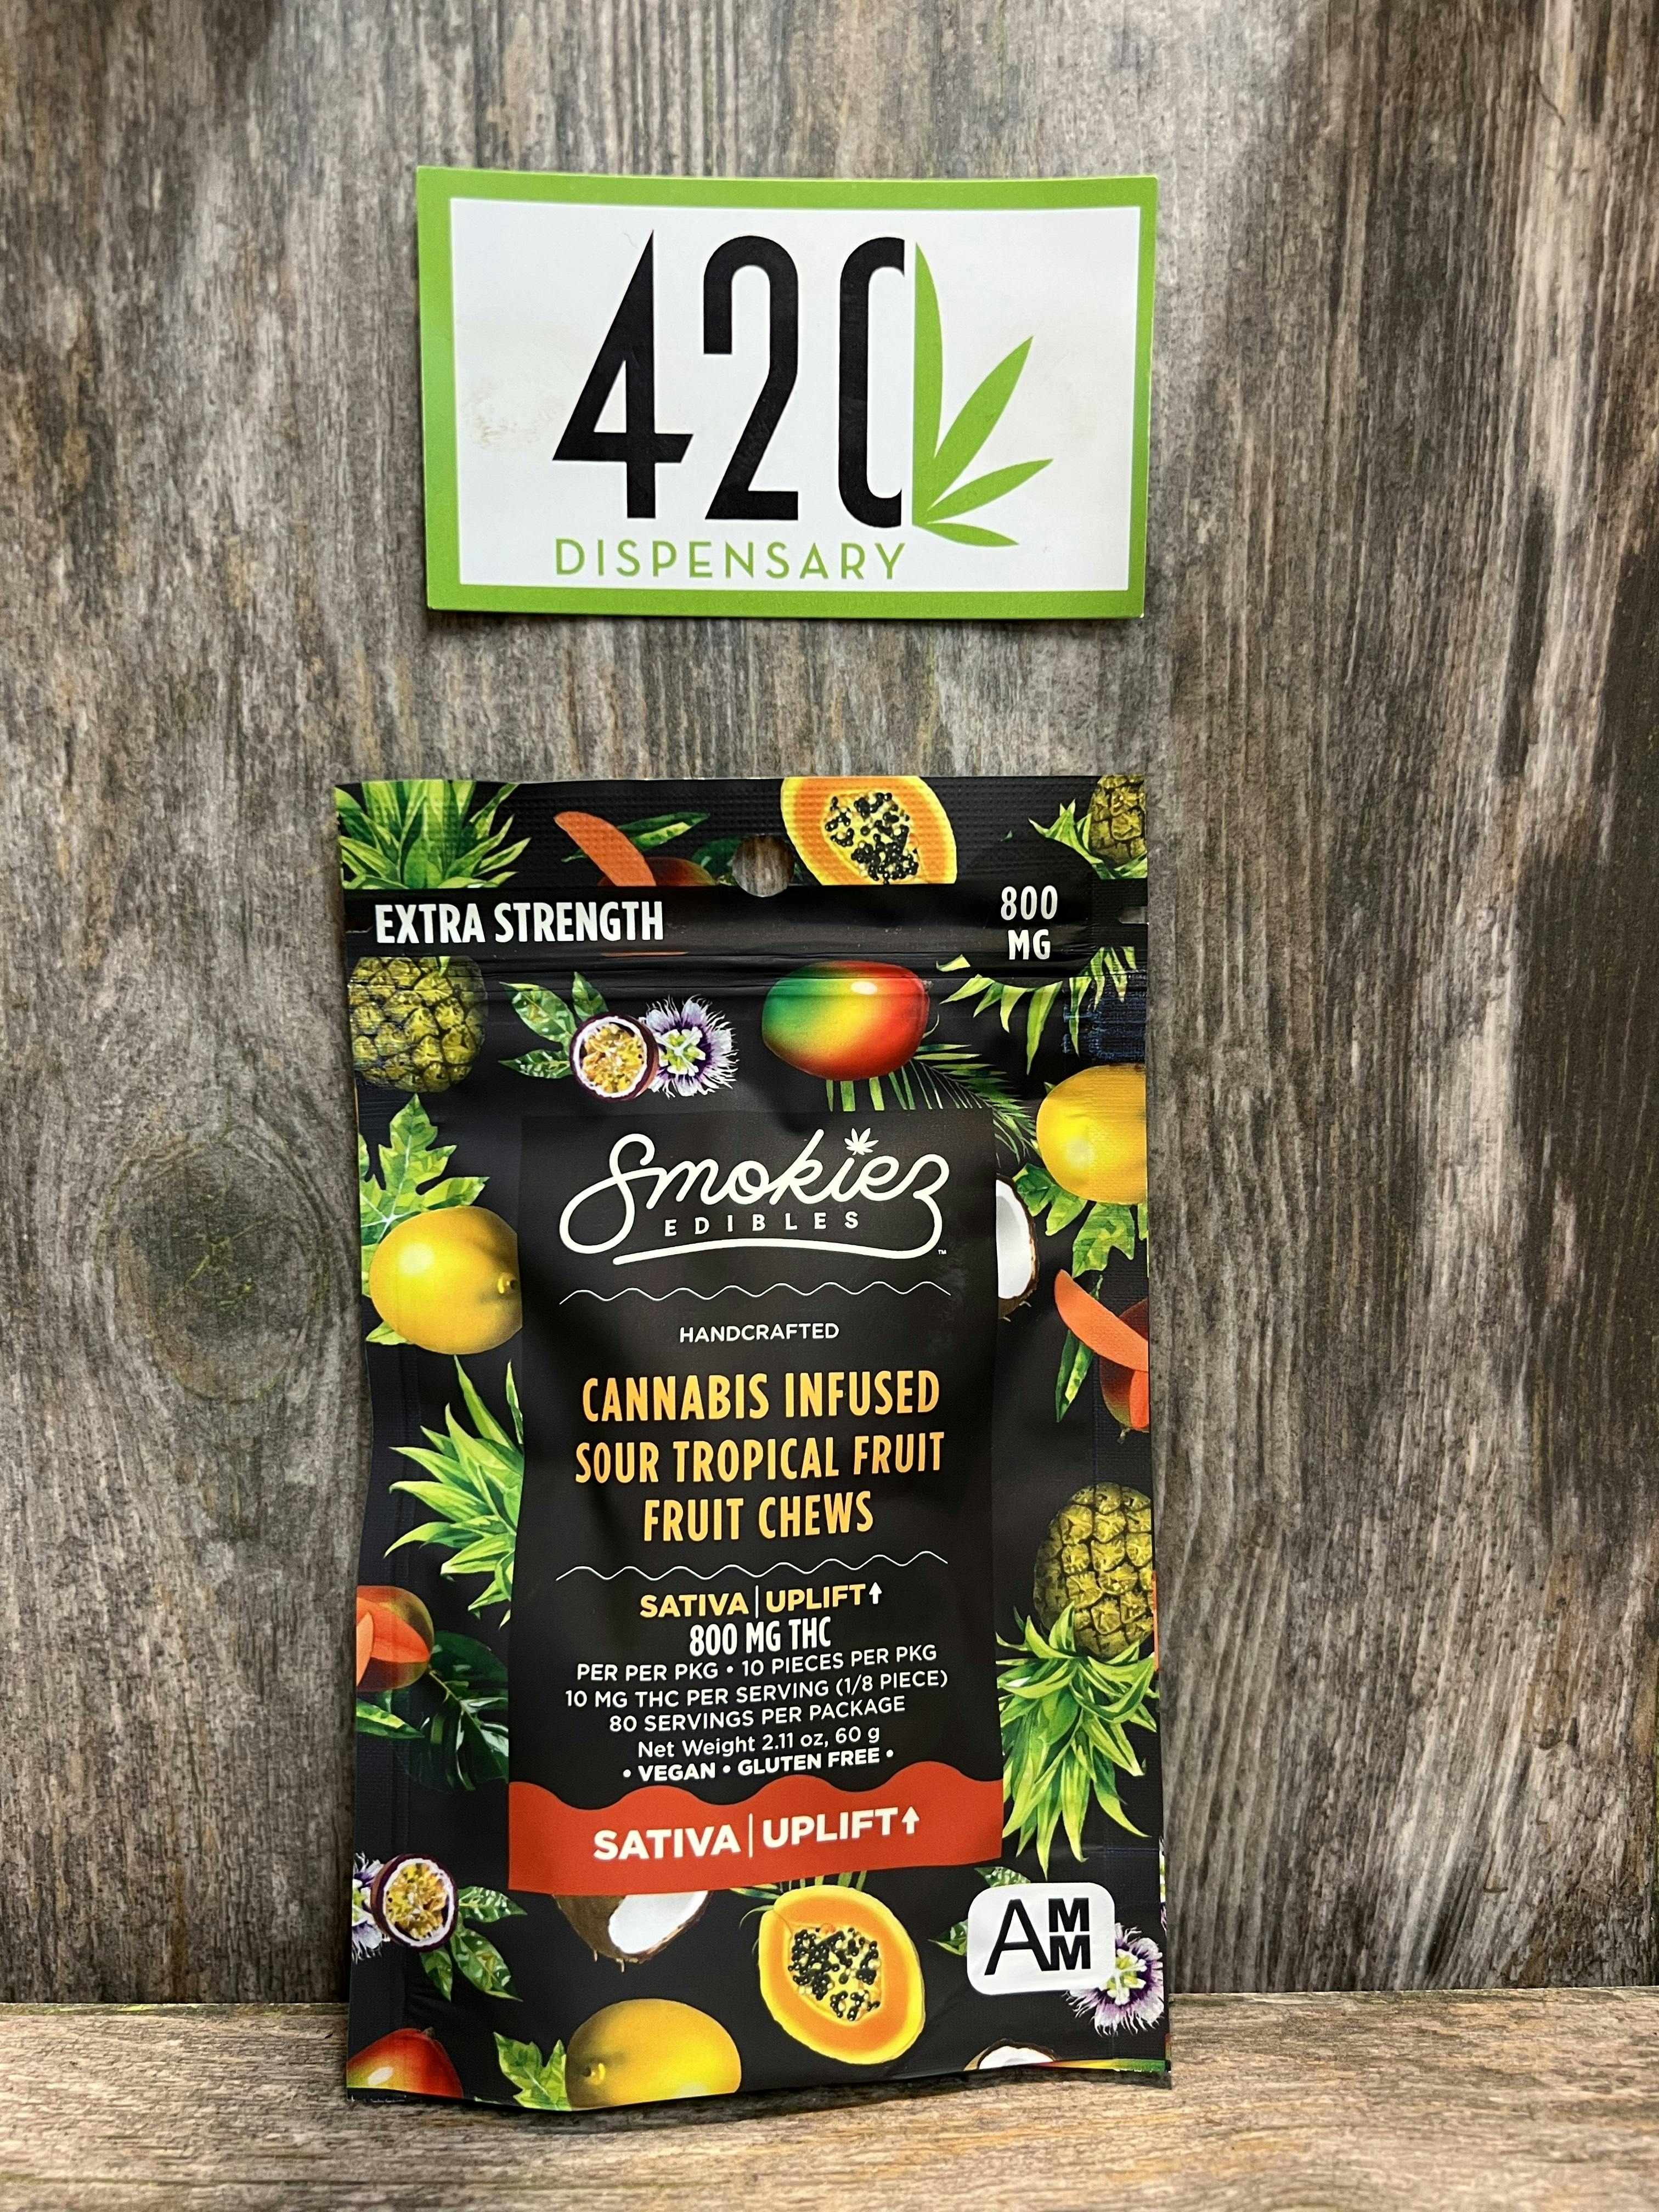 420
DISPENSARY
EXTRA STRENGTH
800
MG
Smokiez
EDIBLES
™
HANDCRAFTED
CANNABIS INFUSED
SOUR TROPICAL FRUIT
FRUIT CHEWS
SATIVA | UPLIFT↑
800 MG THC
PER PER PKG • 10 PIECES PER PKG
10 MG THC PER SERVING (1/8 PIECE)
80 SERVINGS PER PACKAGE
Net Weight 2.11 oz, 60 g
• VEGAN • GLUTEN FREE •
SATIVA | UPLIFT↑
AMM